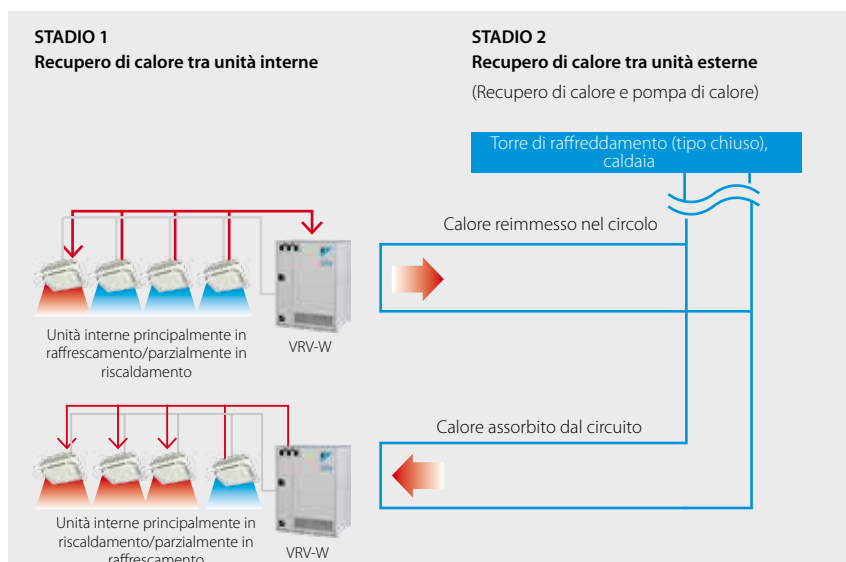 STADIO 1
Recupero di calore tra unità interne
STADIO 2
Recupero di calore tra unità esterne
(Recupero di calore e pompa di calore)
Torre di raffreddamento (tipo chiuso),
caldaia
Calore reimmesso nel circolo
Unità interne principalmente in
raffrescamento/parzialmente in
riscaldamento
VRV-W
Calore assorbito dal circuito
Unità interne principalmente in
riscaldamento/parzialmente in
raffrescamento
VRV-W